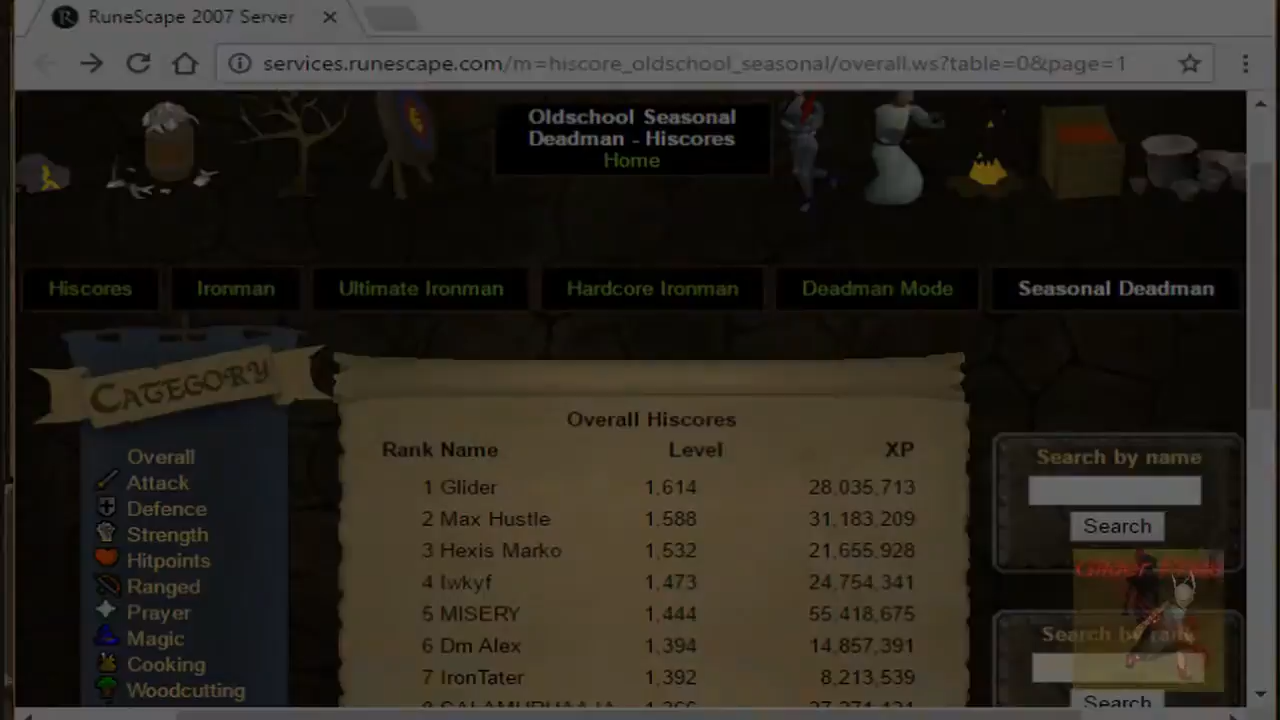 RuneScape 2007 Server
services.runescape.com/m=hiscore_oldschool_seasonal/overall.ws?table=0&page=1
Oldschool Seasonal
Deadman - Hiscores
Home
Hiscores Ironman Ultimate Ironman Hardcore Ironman Deadman Mode Seasonal Deadman
CATEGORY
Overall
Attack
Defence
Strength
Hitpoints
Ranged
Prayer
Magic
Cooking
Woodcutting
Overall Hiscores
Rank Name Level XP
1 Glider 1,614 28,035,713
2 Max Hustle 1,588 31,183,209
3 Hexis Marko 1,532 21,655,928
4 Iwkyf 1,473 24,754,341
5 MISERY 1,444 55,418,675
6 Dm Alex 1,394 14,857,391
7 IronTater 1,392 8,213,539
Search by name
Search
Search by rank
Search